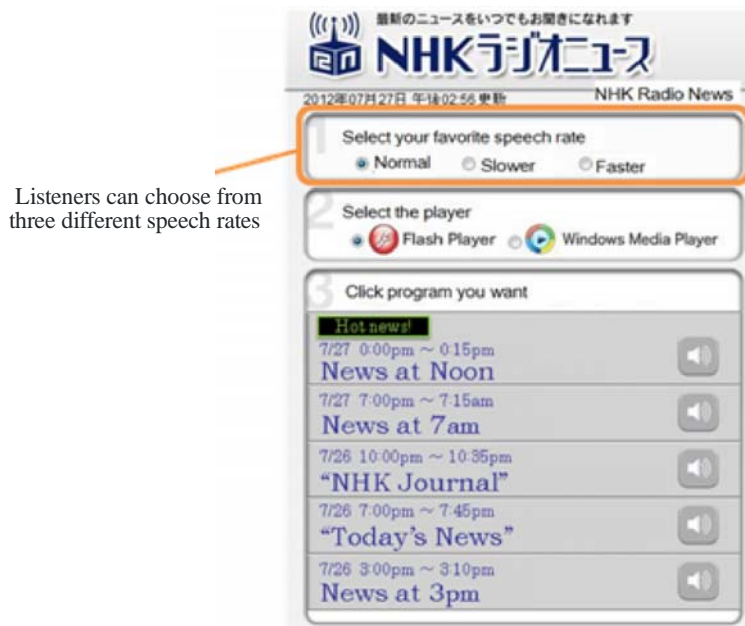 最新のニュースをいつでもお聞きになれます
NHKラジオニュース
2012年07月27日 午後02:56更新
NHK Radio News
1
Select your favorite speech rate
Normal Slower Faster
Listeners can choose from
three different speech rates
2
Select the player
Flash Player Windows Media Player
3
Click program you want
Hot news!
7/27 0:00pm ~ 0:15pm
News at Noon
7/27 7:00pm ~ 7:15am
News at 7am
7/26 10:00pm ~ 10:35pm
“NHK Journal”
7/26 7:00pm ~ 7:45pm
“Today’s News”
7/26 3:00pm ~ 3:10pm
News at 3pm